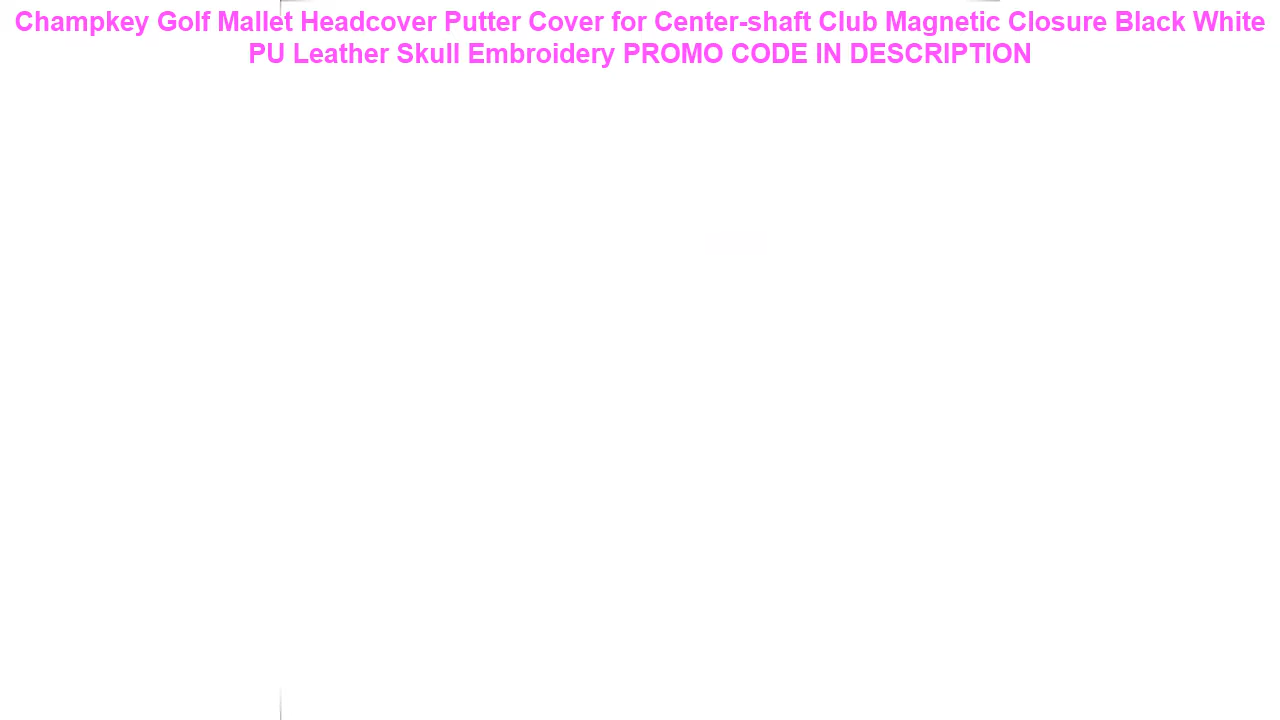 Champkey Golf Mallet Headcover Putter Cover for Center-shaft Club Magnetic Closure Black White
PU Leather Skull Embroidery PROMO CODE IN DESCRIPTION